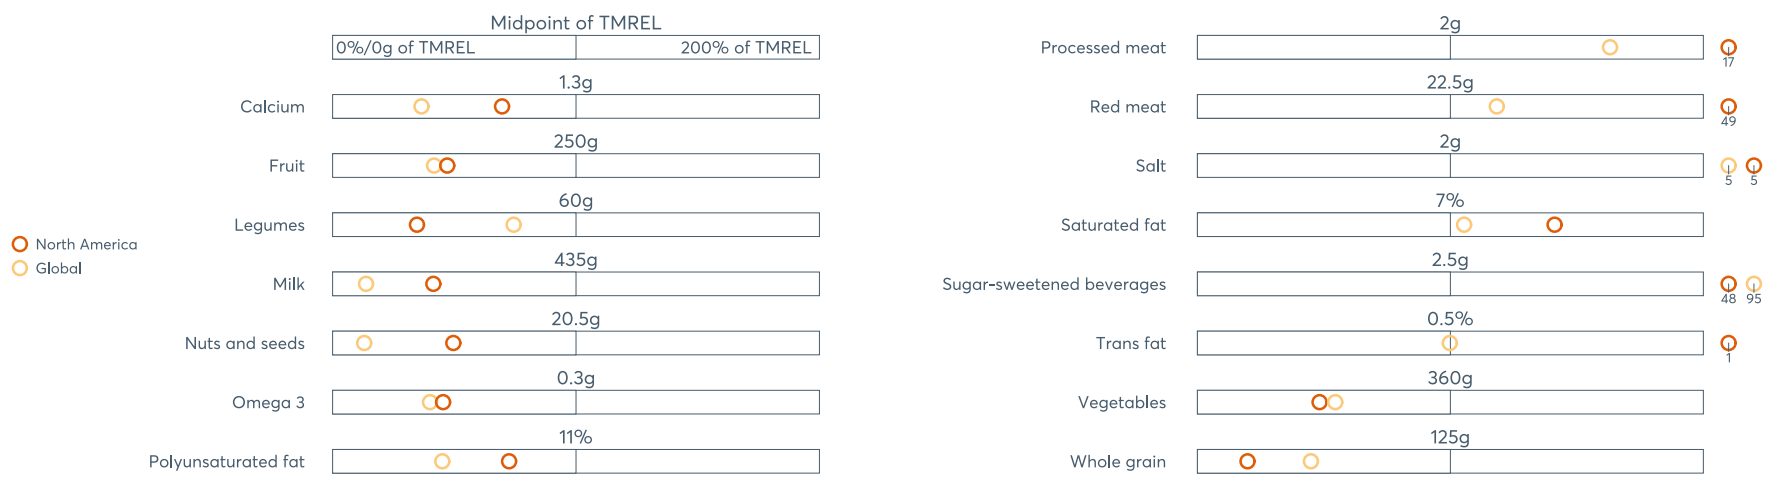 Midpoint of TMREL
0%/0g of TMREL 200% of TMREL
1.3g
Calcium
250g
Fruit
60g
Legumes
North America
Global
435g
Milk
20.5g
Nuts and seeds
0.3g
Omega 3
11%
Polyunsaturated fat
2g
Processed meat
17
22.5g
Red meat
49
2g
Salt
5 5
7%
Saturated fat
2.5g
Sugar-sweetened beverages
48 95
0.5%
Trans fat
1
360g
Vegetables
125g
Whole grain